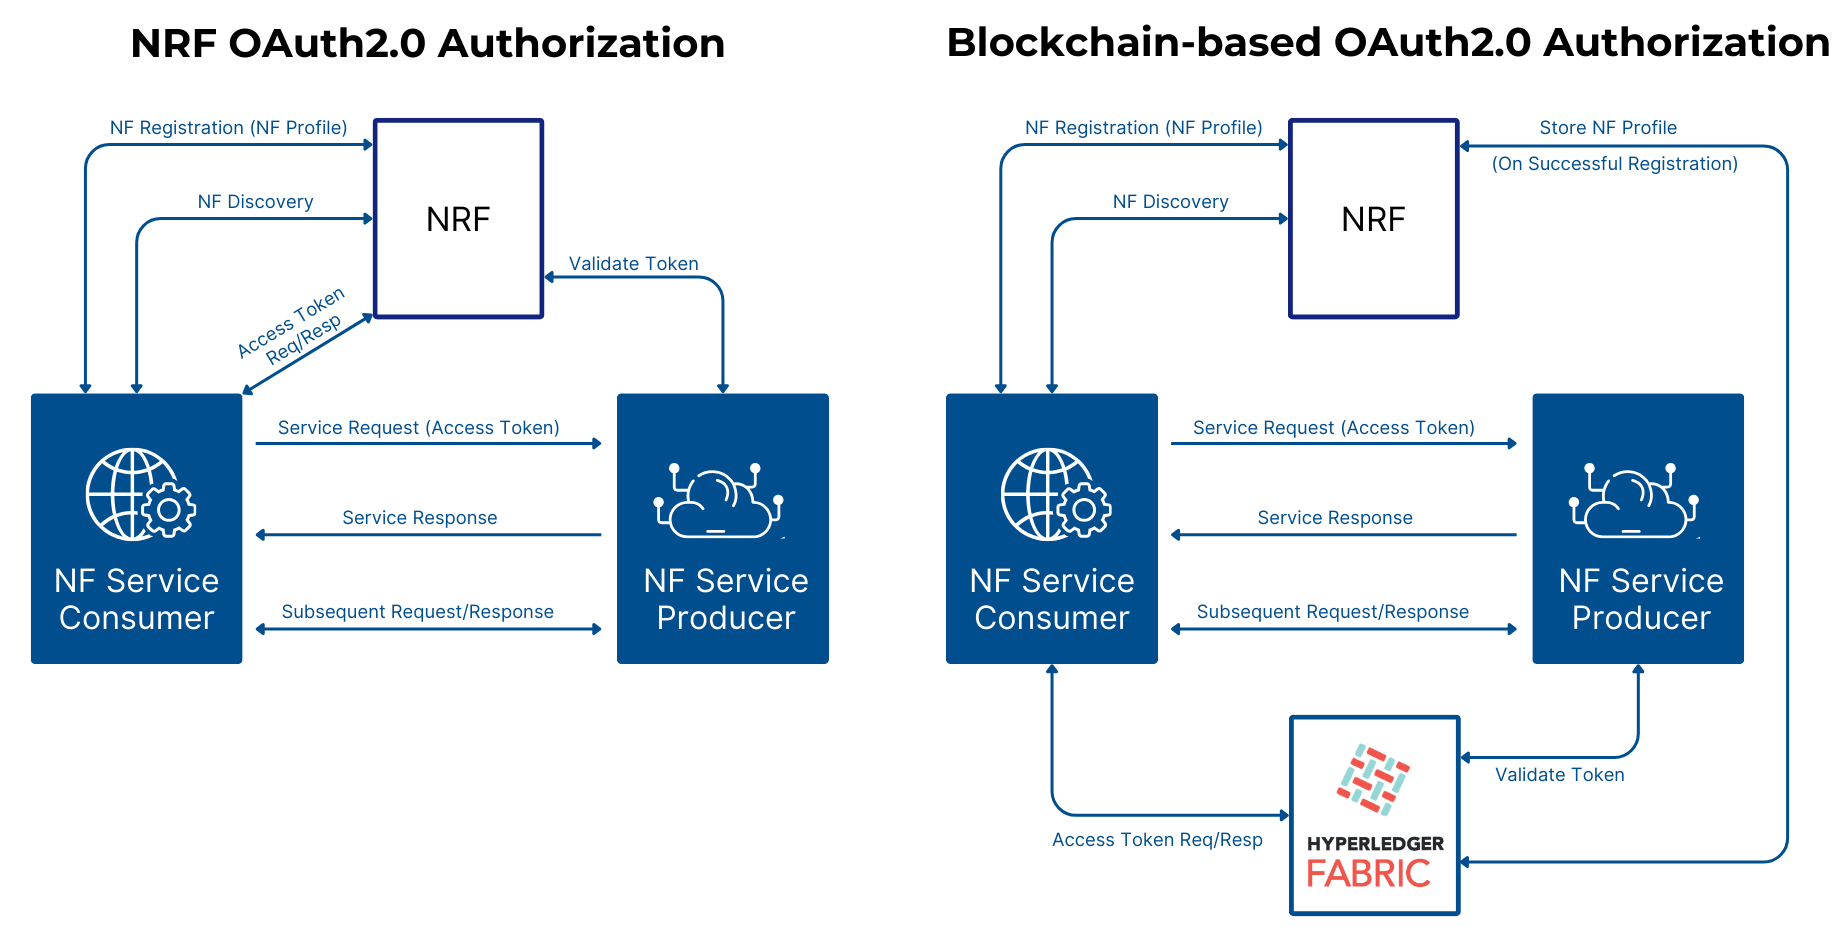 NRF OAuth2.0 Authorization
NF Registration (NF Profile)
NF Discovery
NRF
Validate Token
Access Token
Req/Resp
Service Request (Access Token)
Service Response
Subsequent Request/Response
NF Service
Consumer
NF Service
Producer
Blockchain-based OAuth2.0 Authorization
NF Registration (NF Profile)
Store NF Profile
(On Successful Registration)
NF Discovery
NRF
Service Request (Access Token)
Service Response
Subsequent Request/Response
NF Service
Consumer
NF Service
Producer
Validate Token
Access Token Req/Resp
HYPERLEDGER
FABRIC